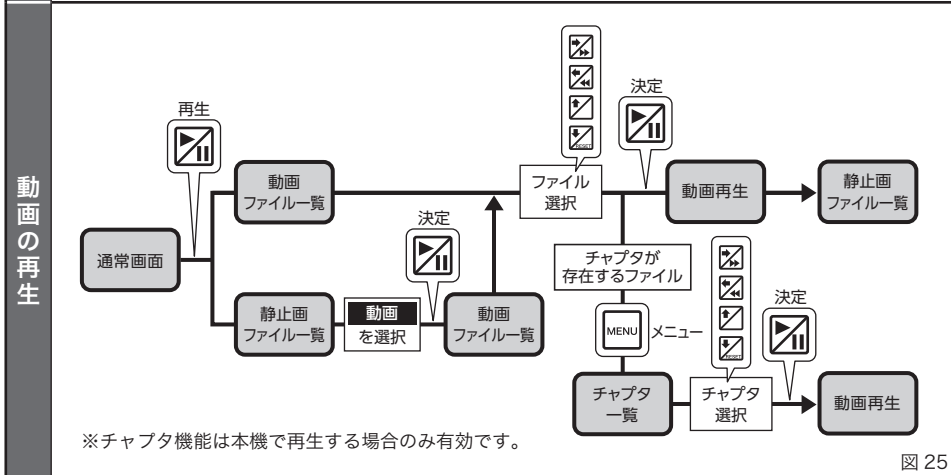 動画の再生
再生
通常画面
動画
ファイル一覧
静止画
ファイル一覧
動画
を選択
決定
動画
ファイル一覧
RESET
ファイル
選択
決定
動画再生
静止画
ファイル一覧
チャプタが
存在するファイル
MENU
メニュー
チャプタ
一覧
RESET
チャプタ
選択
決定
動画再生
※チャプタ機能は本機で再生する場合のみ有効です。
図 25